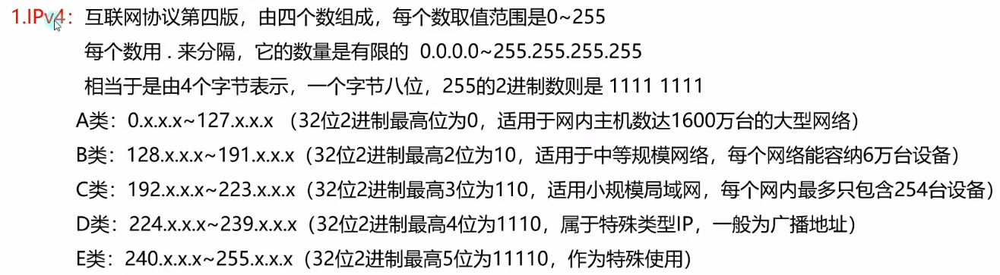 1.IPv4：互联网协议第四版，由四个数组成，每个数取值范围是0~255
每个数用 . 来分隔，它的数量是有限的 0.0.0.0~255.255.255.255
相当于是由4个字节表示，一个字节八位，255的2进制数则是 1111 1111
A类：0.x.x.x~127.x.x.x （32位2进制最高位为0，适用于网内主机数达1600万台的大型网络）
B类：128.x.x.x~191.x.x.x（32位2进制最高2位为10，适用于中等规模网络，每个网络能容纳6万台设备）
C类：192.x.x.x~223.x.x.x（32位2进制最高3位为110，适用小规模局域网，每个网内最多只包含254台设备）
D类：224.x.x.x~239.x.x.x（32位2进制最高4位为1110，属于特殊类型IP，一般为广播地址）
E类：240.x.x.x~255.x.x.x（32位2进制最高5位为11110，作为特殊使用）